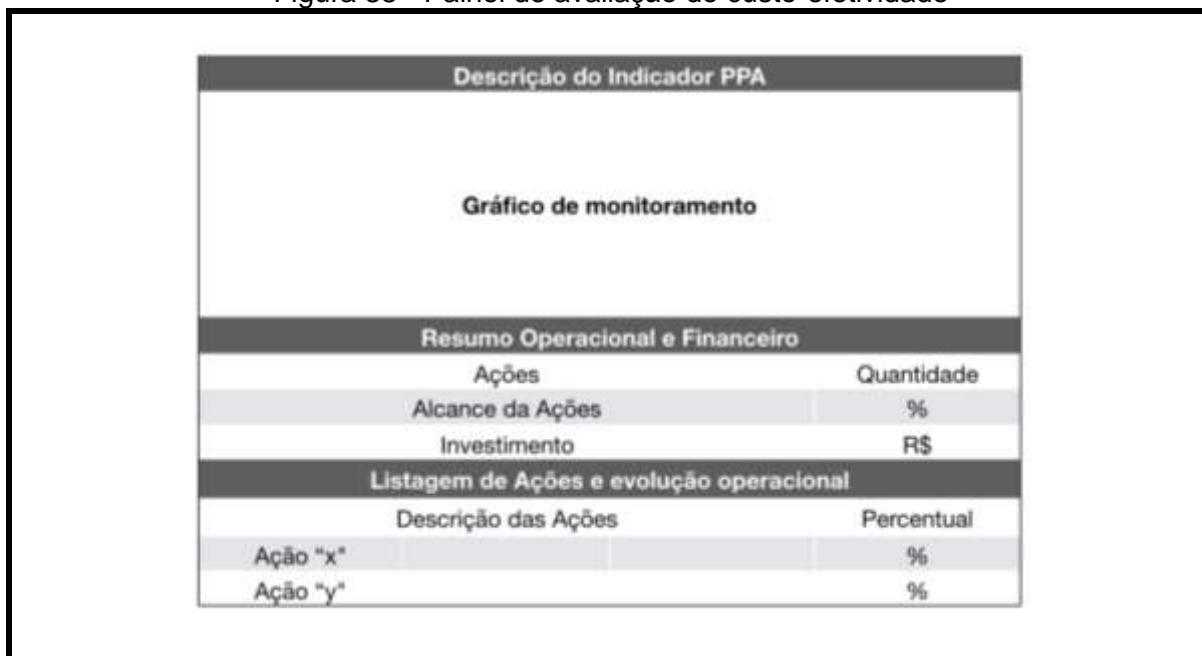 Descrição do Indicador PPA
Gráfico de monitoramento
Resumo Operacional e Financeiro
Ações Quantidade
Alcance da Ações %
Investimento R$
Listagem de Ações e evolução operacional
Descrição das Ações Percentual
Ação "x" %
Ação "y" %